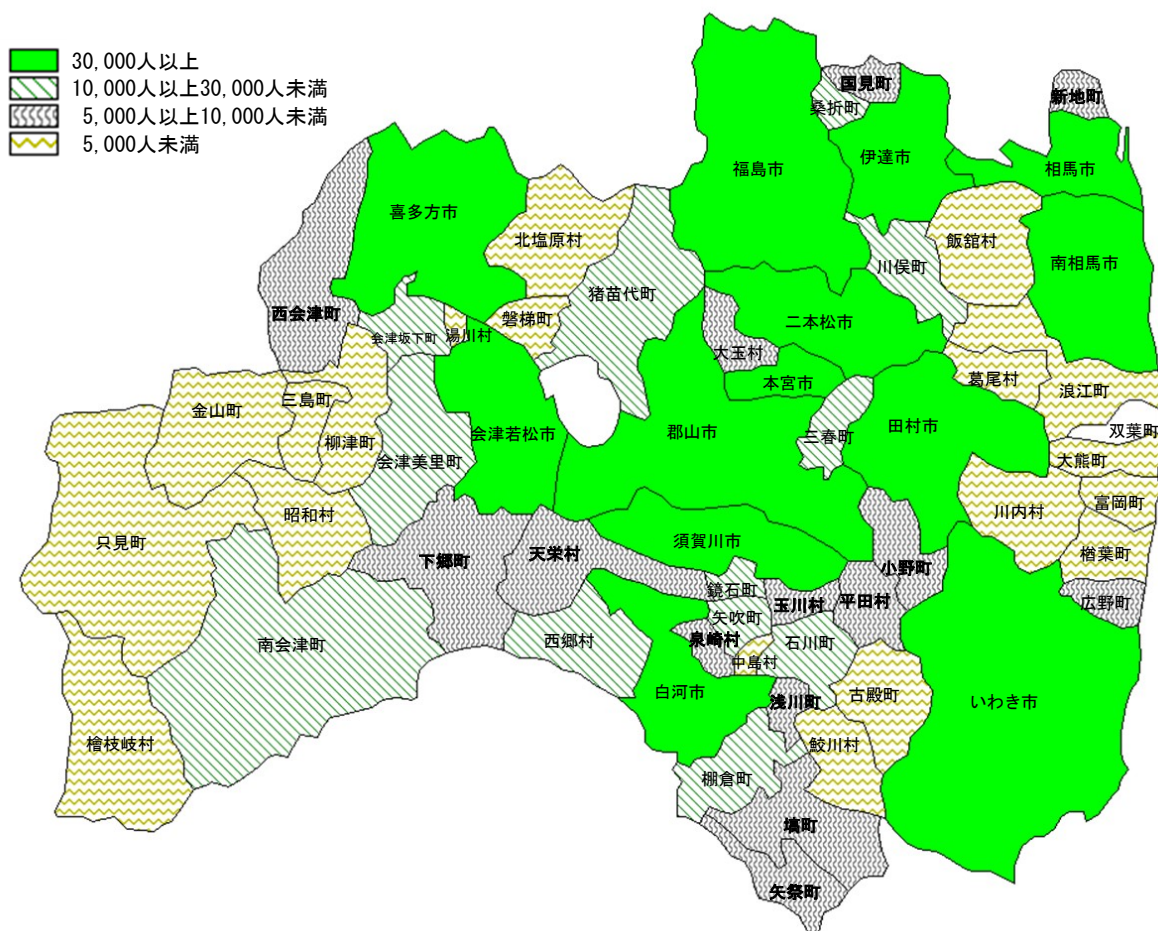 30,000人以上
10,000人以上30,000人未満
5,000人以上10,000人未満
5,000人未満
国見町
新地町
桑折町
伊達市
福島市
相馬市
喜多方市
北塩原村
飯舘村
川俣町
南相馬市
猪苗代町
西会津町
磐梯町
二本松市
会津坂下町
湯川村
大玉村
本宮市
葛尾村
浪江町
三島町
金山町
双葉町
田村市
会津若松市
郡山市
三春町
柳津町
会津美里町
大熊町
富岡町
川内村
昭和村
只見町
須賀川市
天栄村
下郷町
楢葉町
小野町
鏡石町
玉川村
平田村
広野町
矢吹町
西郷村
泉崎村
石川町
南会津町
中島村
白河市
浅川町
古殿町
いわき市
檜枝岐村
鮫川村
棚倉町
塙町
矢祭町